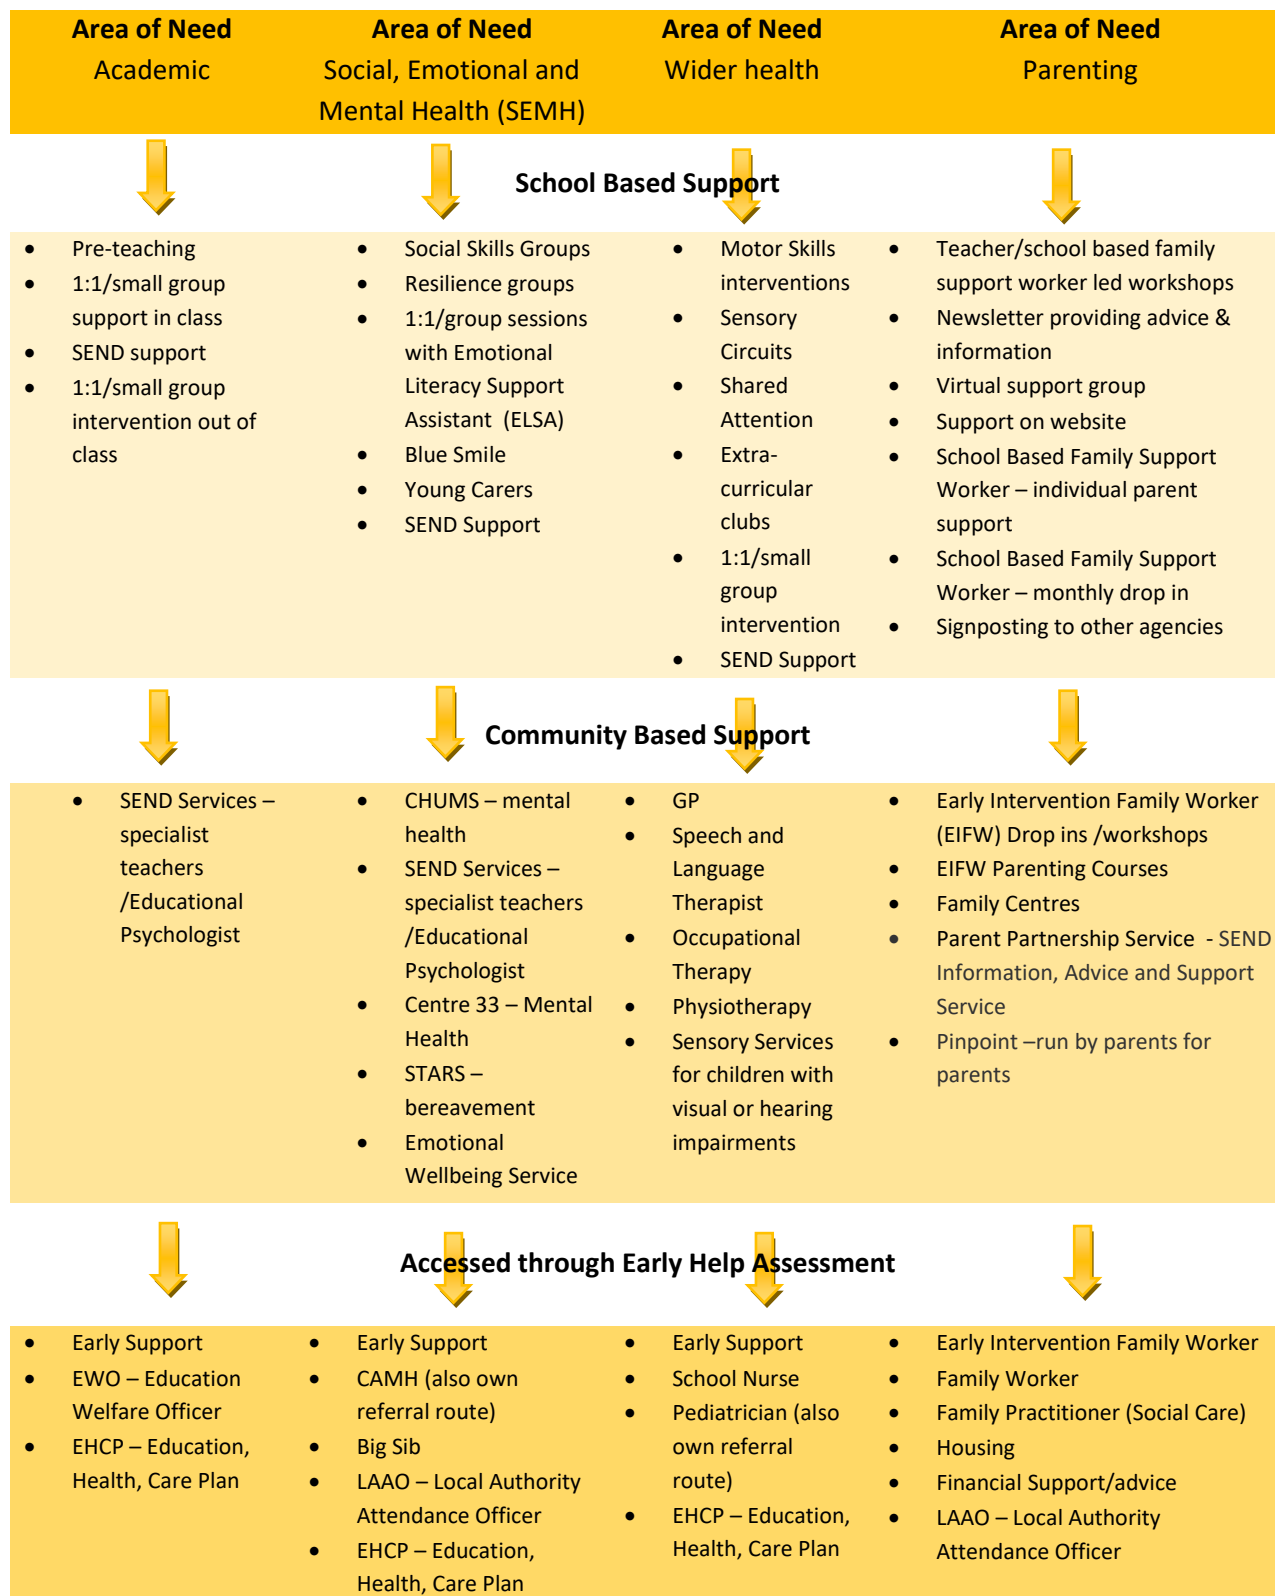 Area of Need
Academic
Area of Need
Social, Emotional and
Mental Health (SEMH)
Area of Need
Wider health
Area of Need
Parenting
School Based Support
• Pre-teaching
• 1:1/small group
support in class
• SEND support
• 1:1/small group
intervention out of
class
• Social Skills Groups
• Resilience groups
• 1:1/group sessions
with Emotional
Literacy Support
Assistant (ELSA)
• Blue Smile
• Young Carers
• SEND Support
• Motor Skills
interventions
• Sensory
Circuits
• Shared
Attention
• Extra-
curricular
clubs
• 1:1/small
group
intervention
• SEND Support
• Teacher/school based family
support worker led workshops
• Newsletter providing advice &
information
• Virtual support group
• Support on website
• School Based Family Support
Worker – individual parent
support
• School Based Family Support
Worker – monthly drop in
• Signposting to other agencies
Community Based Support
• SEND Services –
specialist
teachers
/Educational
Psychologist
• CHUMS – mental
health
• SEND Services –
specialist teachers
/Educational
Psychologist
• Centre 33 – Mental
Health
• STARS –
bereavement
• Emotional
Wellbeing Service
• GP
• Speech and
Language
Therapist
• Occupational
Therapy
• Physiotherapy
• Sensory Services
for children with
visual or hearing
impairments
• Early Intervention Family Worker
(EIFW) Drop ins /workshops
• EIFW Parenting Courses
• Family Centres
• Parent Partnership Service - SEND
Information, Advice and Support
Service
• Pinpoint –run by parents for
parents
Accessed through Early Help Assessment
• Early Support
• EWO – Education
Welfare Officer
• EHCP – Education,
Health, Care Plan
• Early Support
• CAMH (also own
referral route)
• Big Sib
• LAAO – Local Authority
Attendance Officer
• EHCP – Education,
Health, Care Plan
• Early Support
• School Nurse
• Pediatrician (also
own referral
route)
• EHCP – Education,
Health, Care Plan
• Early Intervention Family Worker
• Family Worker
• Family Practitioner (Social Care)
• Housing
• Financial Support/advice
• LAAO – Local Authority
Attendance Officer